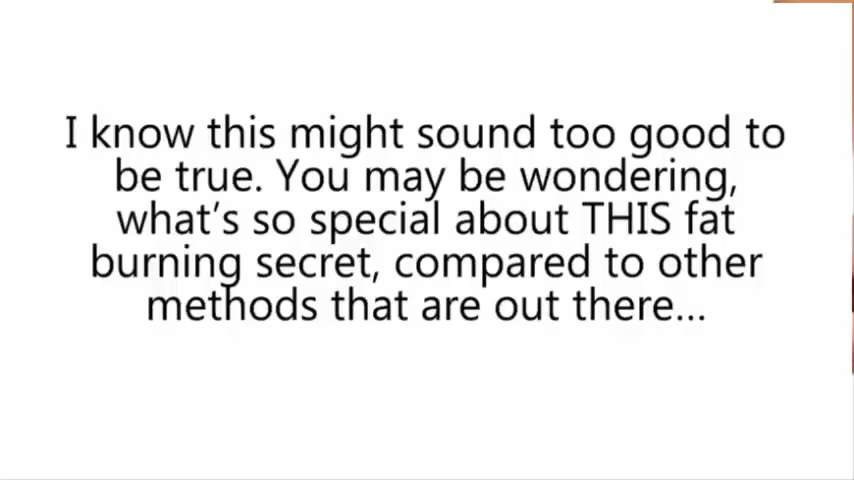 I know this might sound too good to
be true. You may be wondering,
what's so special about THIS fat
burning secret, compared to other
methods that are out there...